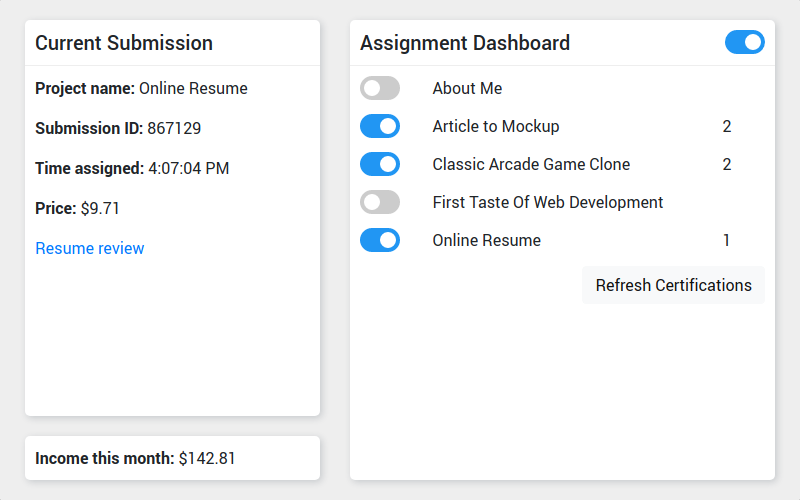 Current Submission
Project name: Online Resume
Submission ID: 867129
Time assigned: 4:07:04 PM
Price: $9.71
Resume review
Income this month: $142.81
Assignment Dashboard
About Me
Article to Mockup 2
Classic Arcade Game Clone 2
First Taste Of Web Development
Online Resume 1
Refresh Certifications